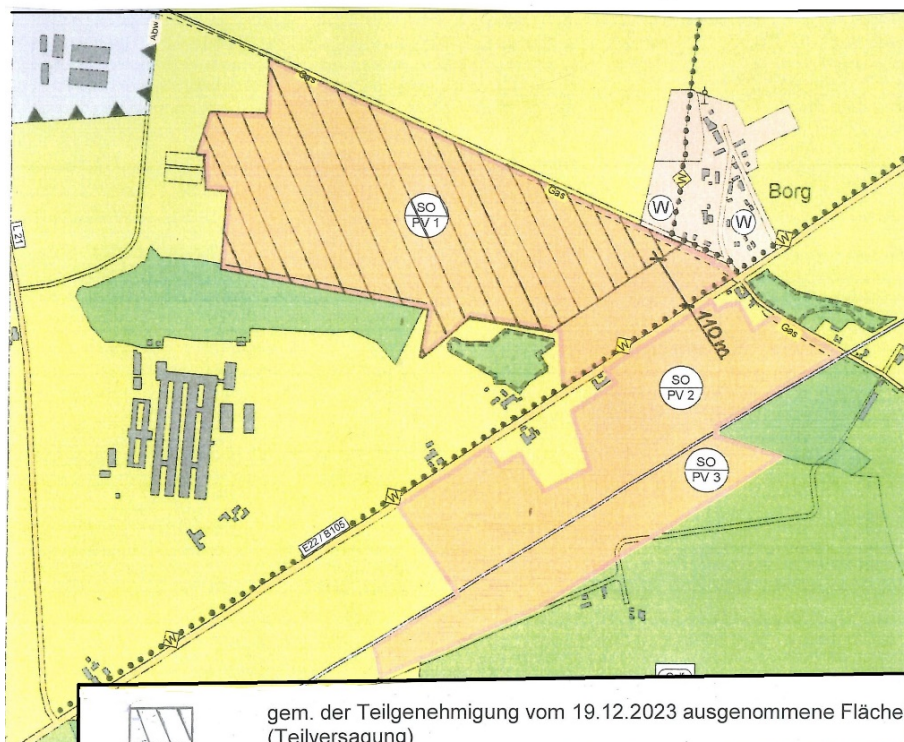 Abw
Gas
Gas
W
Borg
W
W
SO
PV 1
W
L 21
110m
Gas
W
SO
PV 2
SO
PV 3
W
E22 / B105
W
gem. der Teilgenehmigung vom 19.12.2023 ausgenommene Fläche
(Teilversagung)